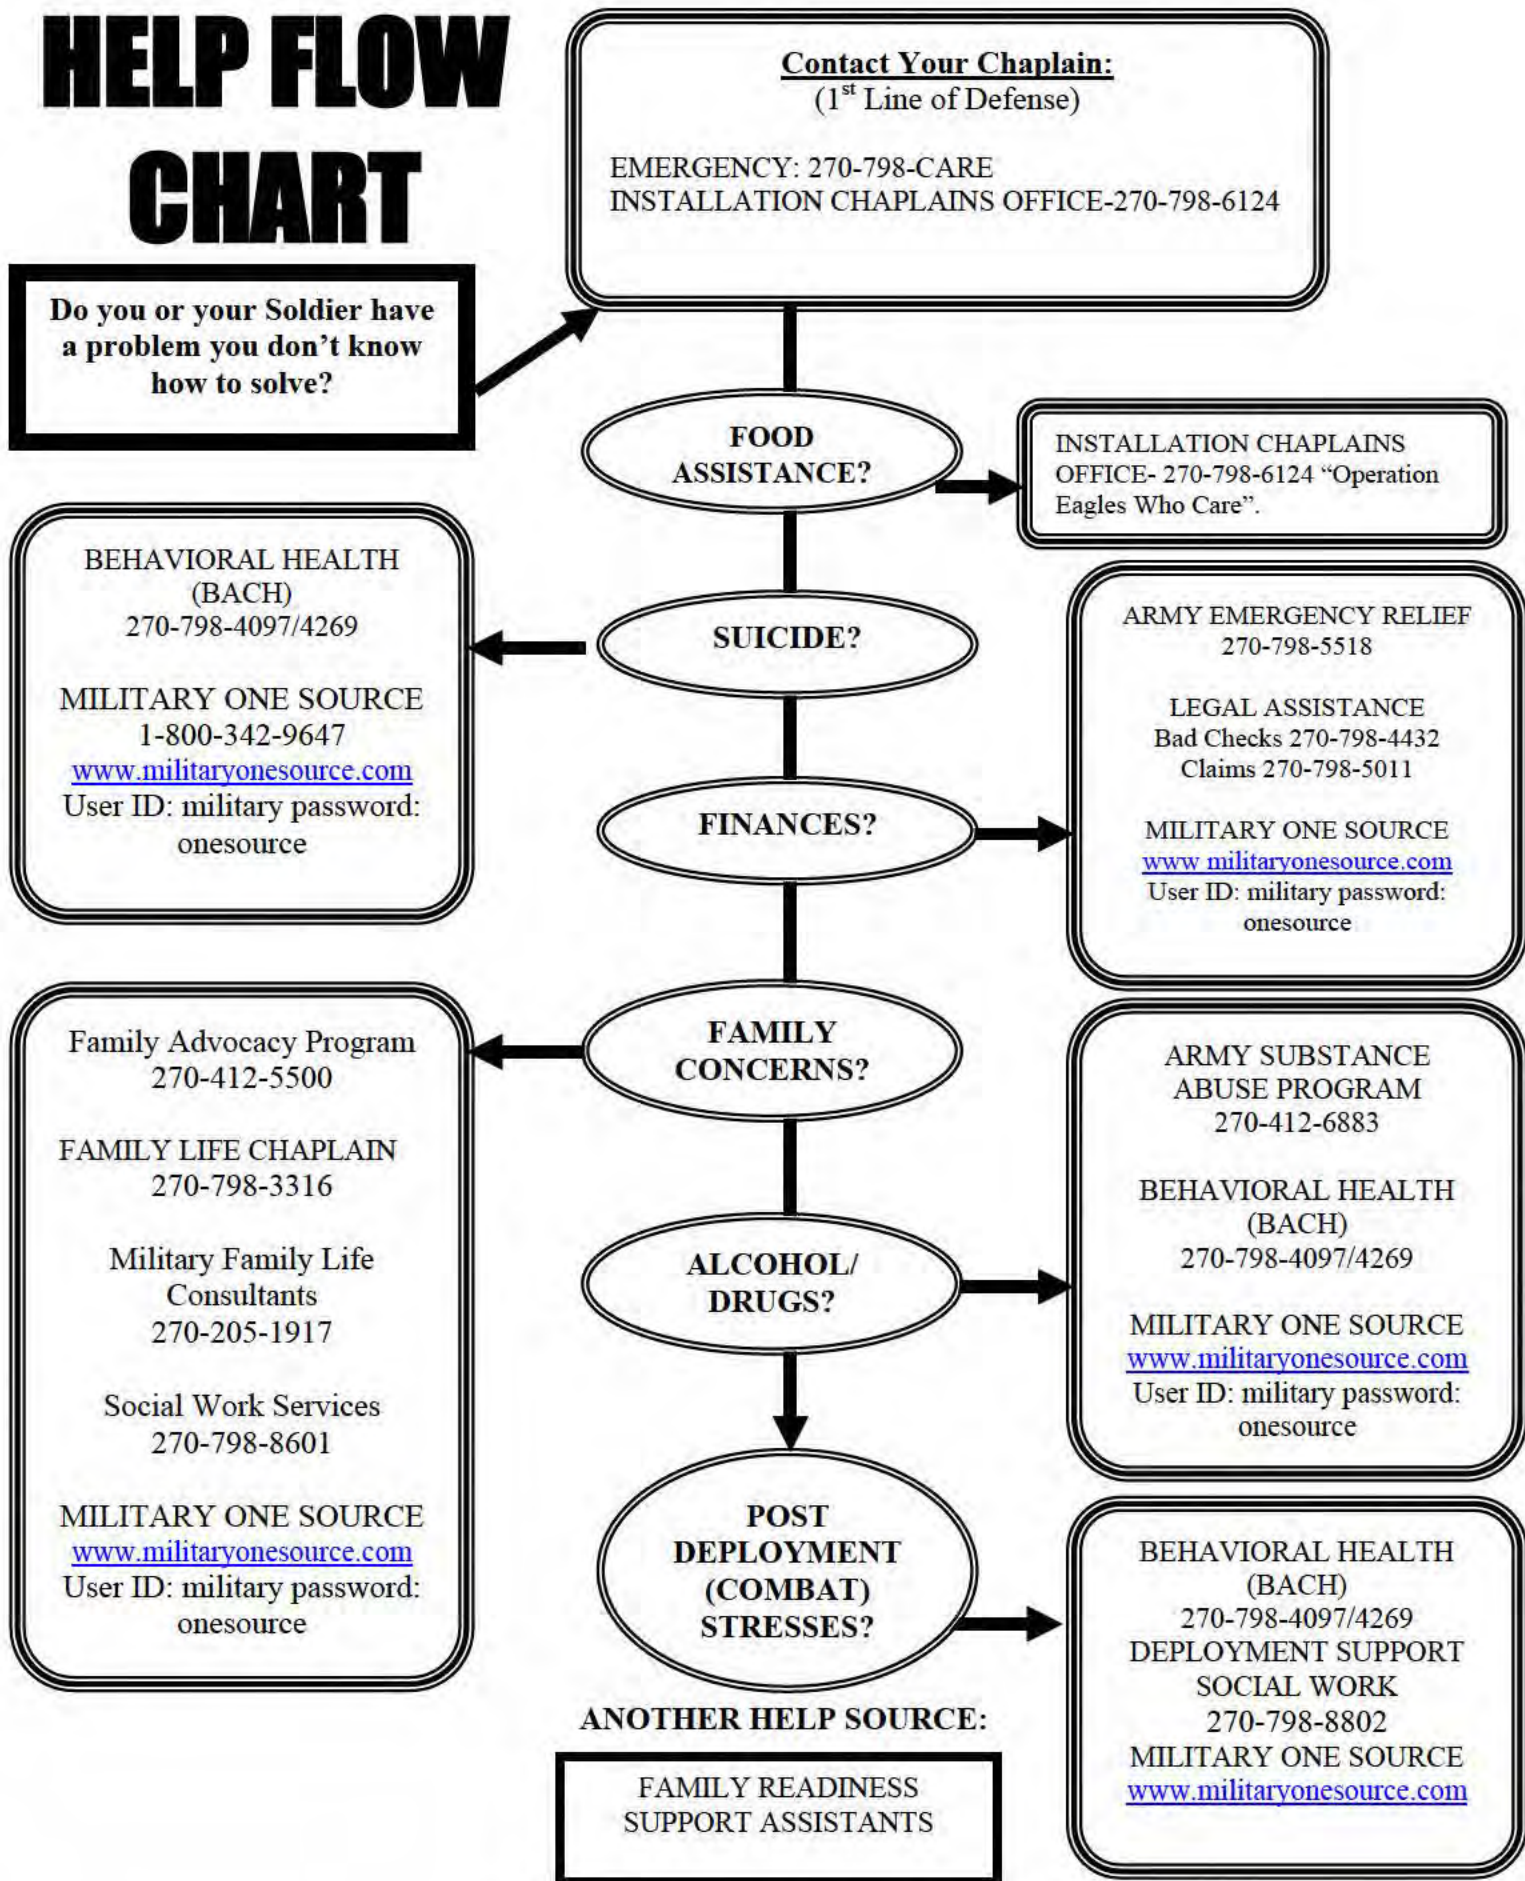 HELP FLOW
CHART
Contact Your Chaplain:
(1st Line of Defense)
EMERGENCY: 270-798-CARE
INSTALLATION CHAPLAINS OFFICE-270-798-6124
Do you or your Soldier have
a problem you don’t know
how to solve?
FOOD
ASSISTANCE?
INSTALLATION CHAPLAINS
OFFICE- 270-798-6124 “Operation
Eagles Who Care”.
SUICIDE?
BEHAVIORAL HEALTH
(BACH)
270-798-4097/4269
MILITARY ONE SOURCE
1-800-342-9647
www.militaryonesource.com
User ID: military password:
onesource
FINANCES?
ARMY EMERGENCY RELIEF
270-798-5518
LEGAL ASSISTANCE
Bad Checks 270-798-4432
Claims 270-798-5011
MILITARY ONE SOURCE
www militaryonesource.com
User ID: military password:
onesource
FAMILY
CONCERNS?
Family Advocacy Program
270-412-5500
FAMILY LIFE CHAPLAIN
270-798-3316
Military Family Life
Consultants
270-205-1917
Social Work Services
270-798-8601
MILITARY ONE SOURCE
www.militaryonesource.com
User ID: military password:
onesource
ALCOHOL/
DRUGS?
ARMY SUBSTANCE
ABUSE PROGRAM
270-412-6883
BEHAVIORAL HEALTH
(BACH)
270-798-4097/4269
MILITARY ONE SOURCE
www.militaryonesource.com
User ID: military password:
onesource
POST
DEPLOYMENT
(COMBAT)
STRESSES?
BEHAVIORAL HEALTH
(BACH)
270-798-4097/4269
DEPLOYMENT SUPPORT
SOCIAL WORK
270-798-8802
MILITARY ONE SOURCE
www.militaryonesource.com
ANOTHER HELP SOURCE:
FAMILY READINESS
SUPPORT ASSISTANTS